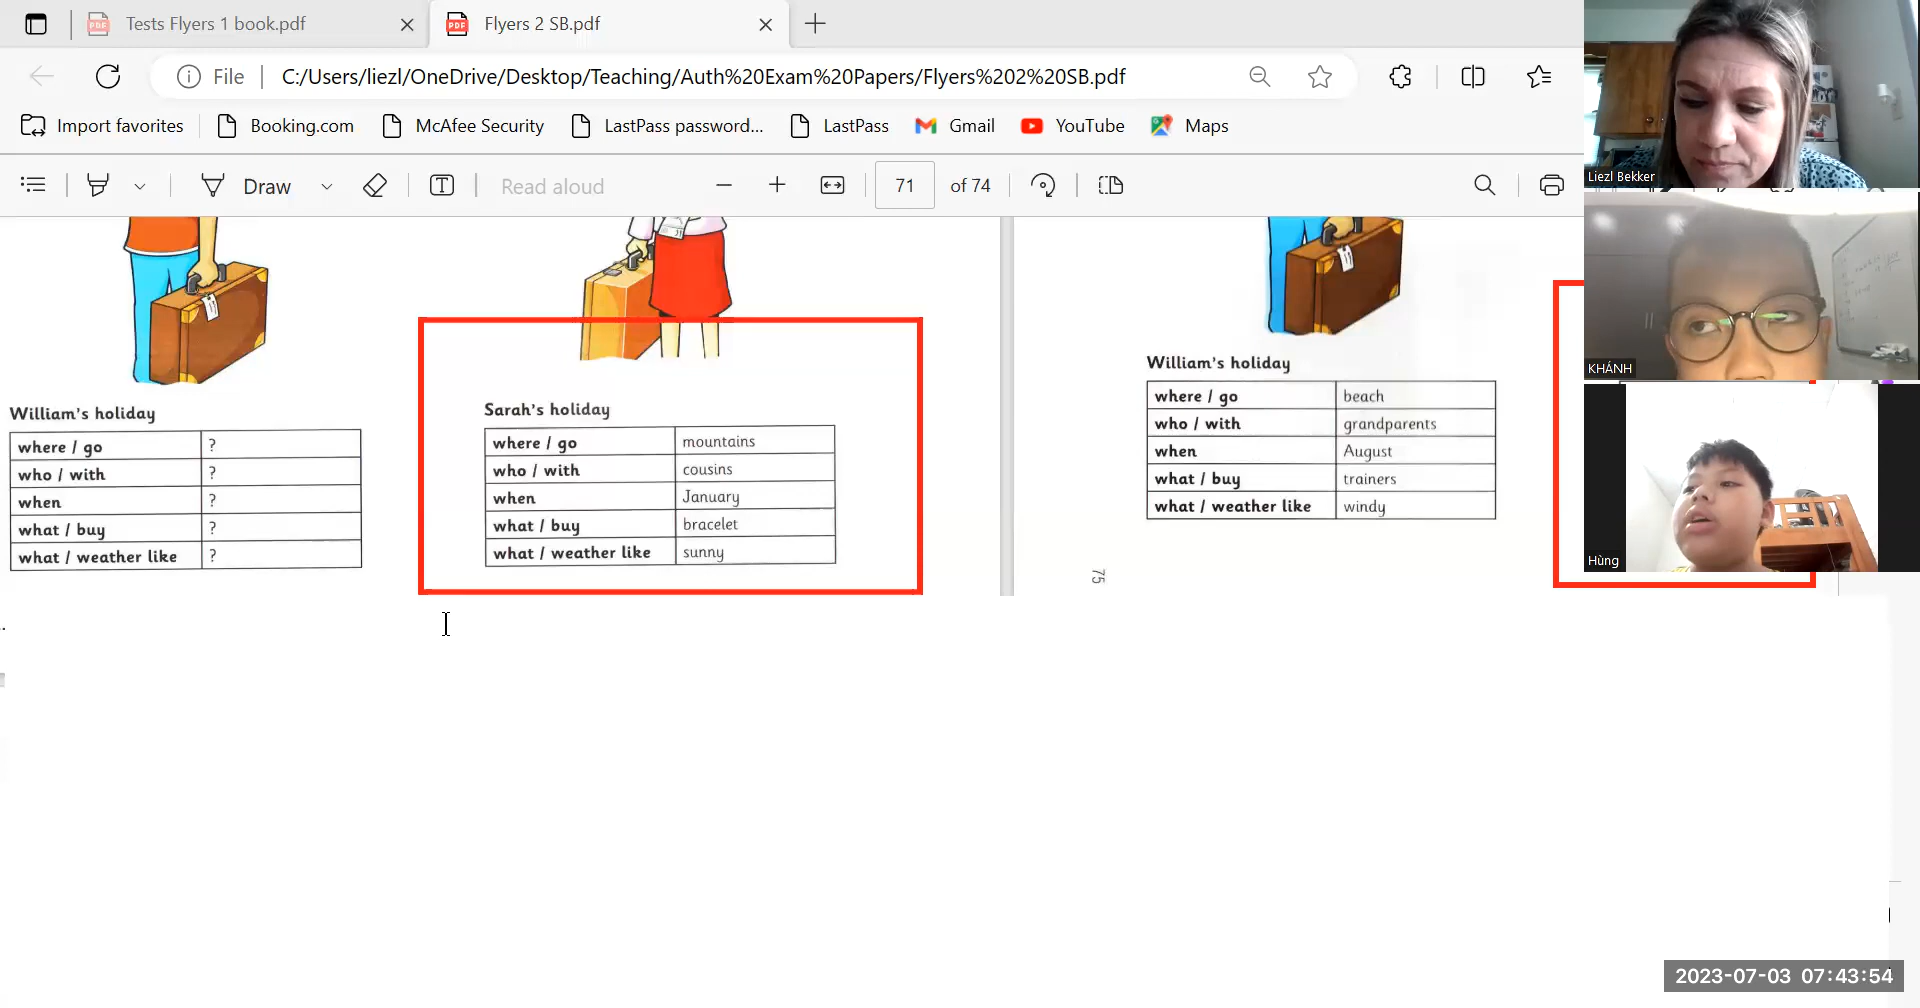 Tests Flyers 1 book.pdf
Flyers 2 SB.pdf
File
C:/Users/liezl/OneDrive/Desktop/Teaching/Auth%20Exam%20Papers/Flyers%202%20SB.pdf
Import favorites
Booking.com
McAfee Security
LastPass password...
LastPass
Gmail
YouTube
Maps
Draw
Read aloud
71
of 74
William's holiday
where / go ?
who / with ?
when ?
what / buy ?
what / weather like ?
Sarah's holiday
where / go mountains
who / with cousins
when January
what / buy bracelet
what / weather like sunny
William's holiday
where / go beach
who / with grandparents
when August
what / buy trainers
what / weather like windy
75
Liezl Bekker
KHÁNH
Hùng
2023-07-03 07:43:54